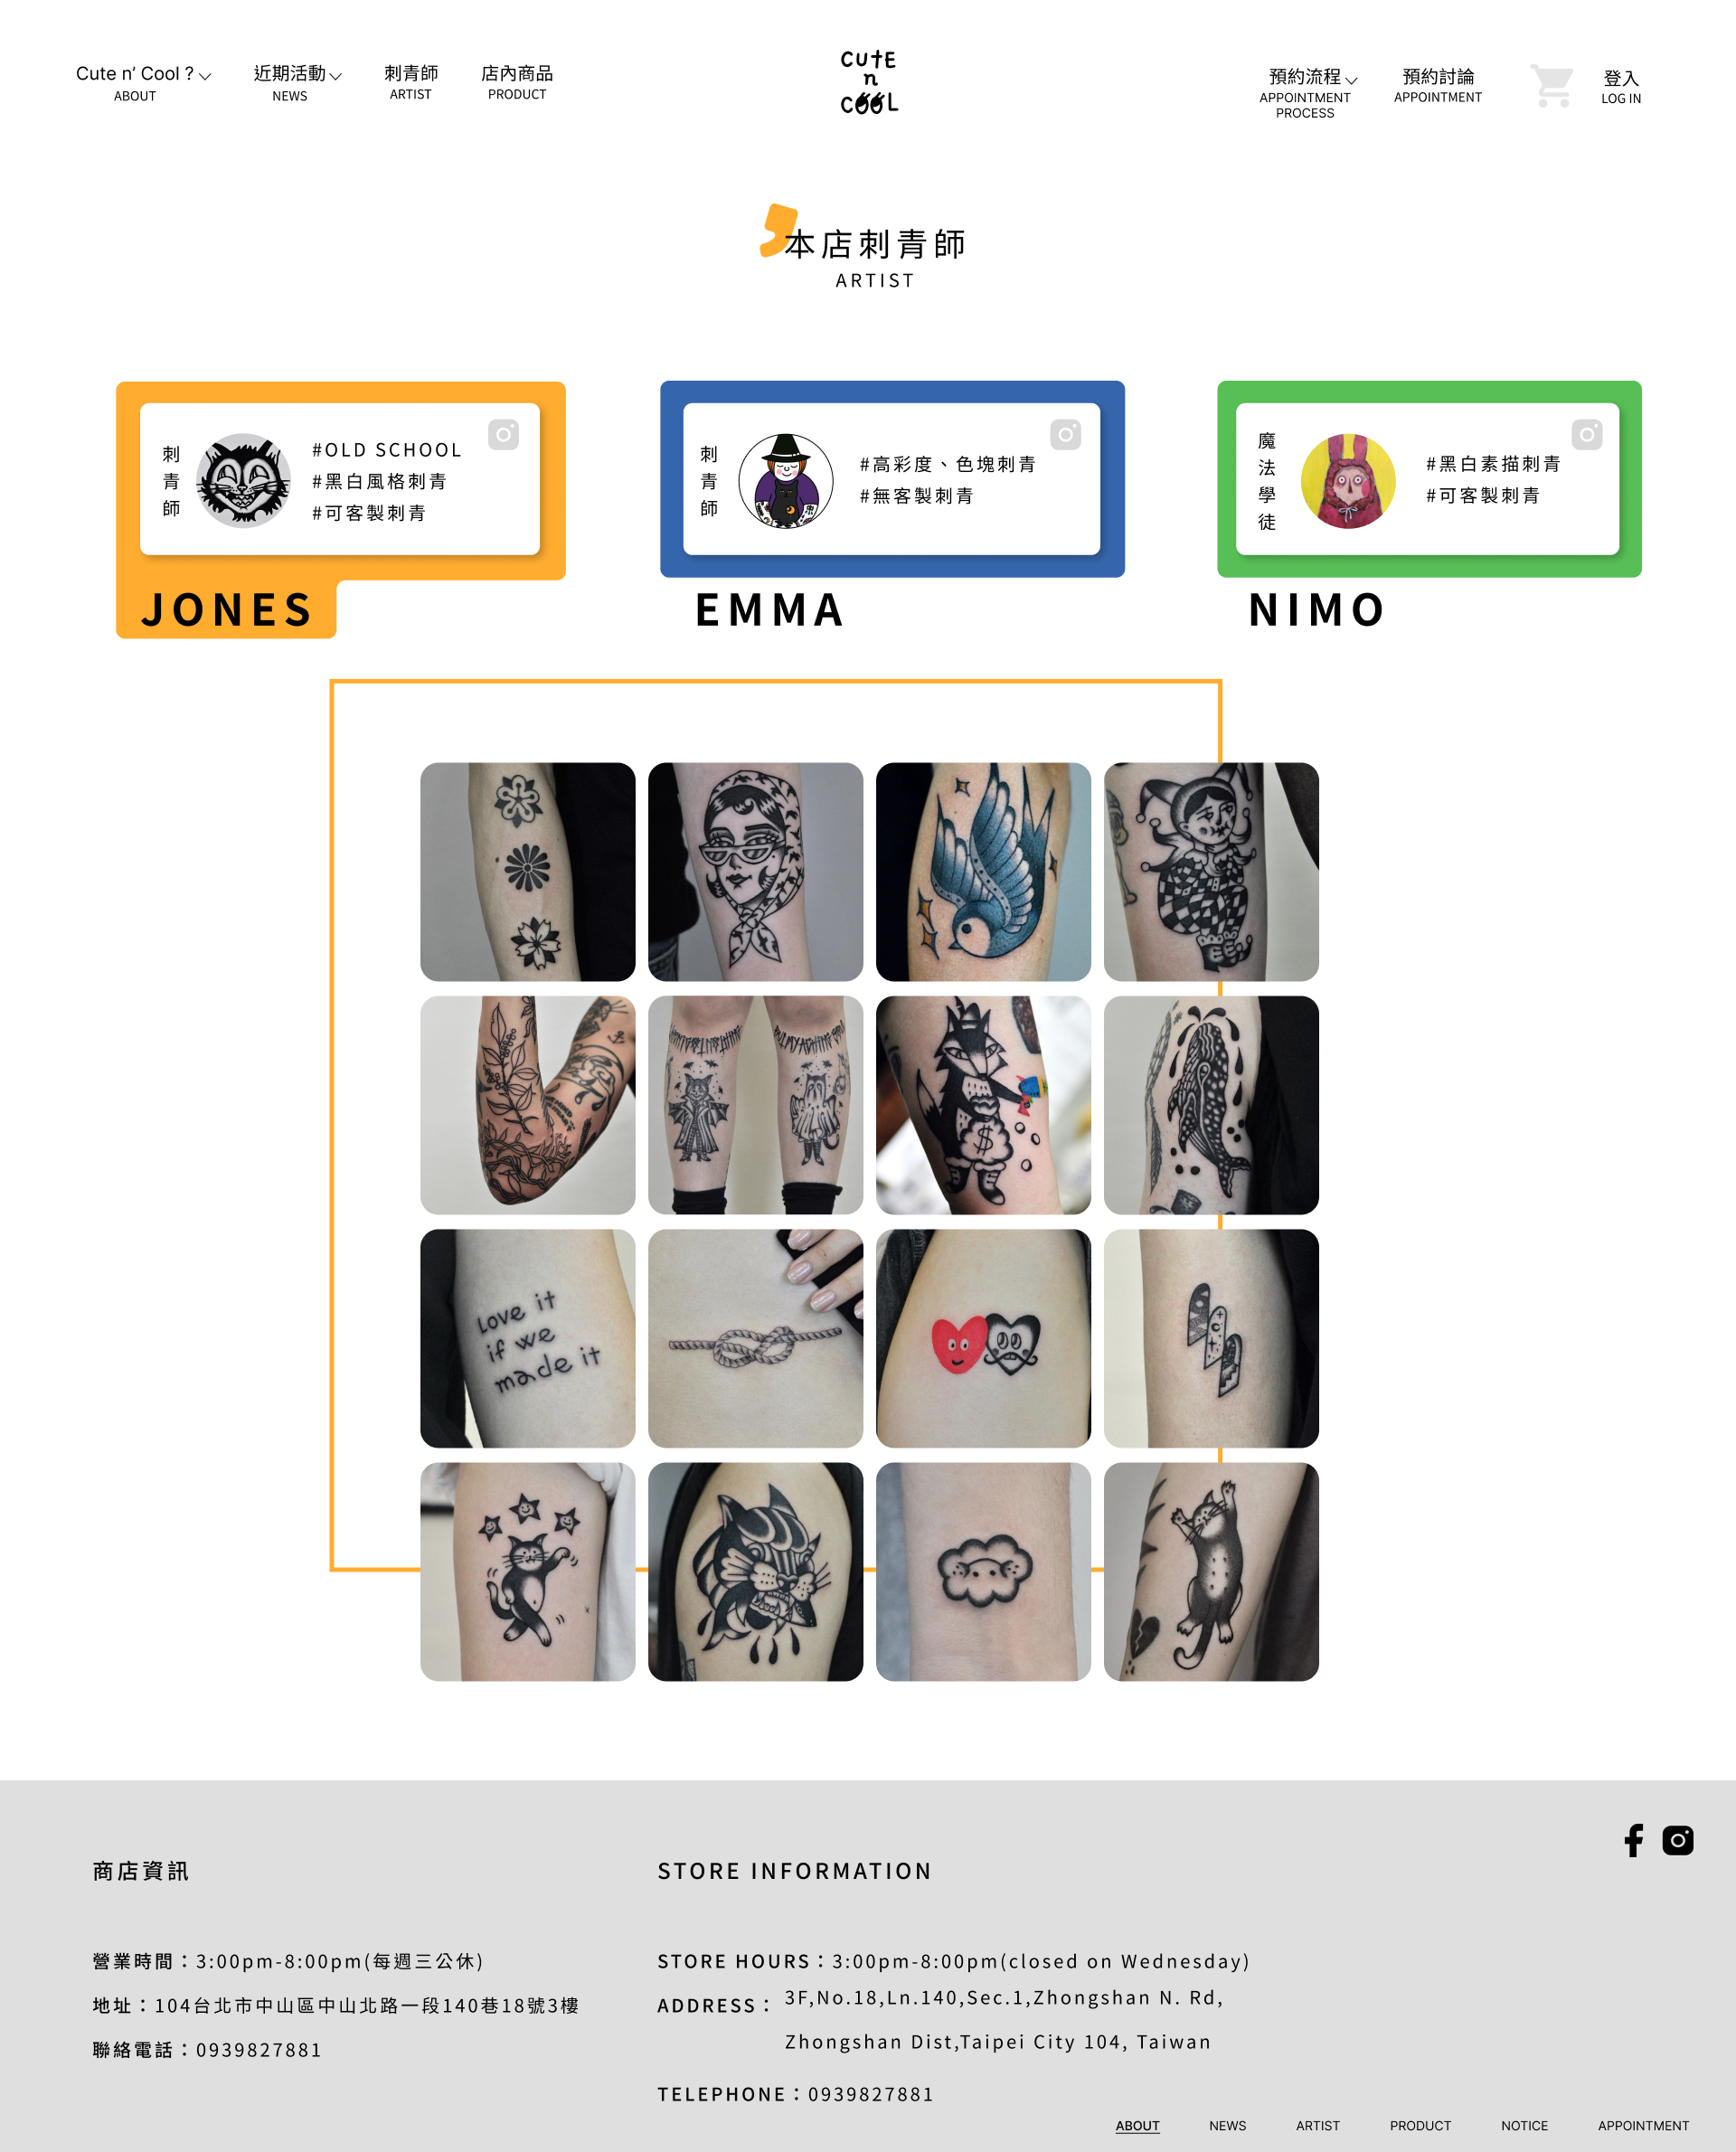 Cute n’ Cool ?
ABOUT
近期活動
NEWS
刺青師
ARTIST
店內商品
PRODUCT
CUTE
n
COOL
預約流程
APPOINTMENT
PROCESS
預約討論
APPOINTMENT
登入
LOG IN
本店刺青師
ARTIST
刺青師
#OLD SCHOOL
#黑白風格刺青
#可客製刺青
JONES
刺青師
#高彩度、色塊刺青
#無客製刺青
EMMA
魔法學徒
#黑白素描刺青
#可客製刺青
NIMO
$
Love it
if we
made it
商店資訊
營業時間：3:00pm-8:00pm(每週三公休)
地址：104台北市中山區中山北路一段140巷18號3樓
聯絡電話：0939827881
STORE INFORMATION
STORE HOURS：3:00pm-8:00pm(closed on Wednesday)
ADDRESS： 3F,No.18,Ln.140,Sec.1,Zhongshan N. Rd,
Zhongshan Dist,Taipei City 104, Taiwan
TELEPHONE：0939827881
ABOUT NEWS ARTIST PRODUCT NOTICE APPOINTMENT